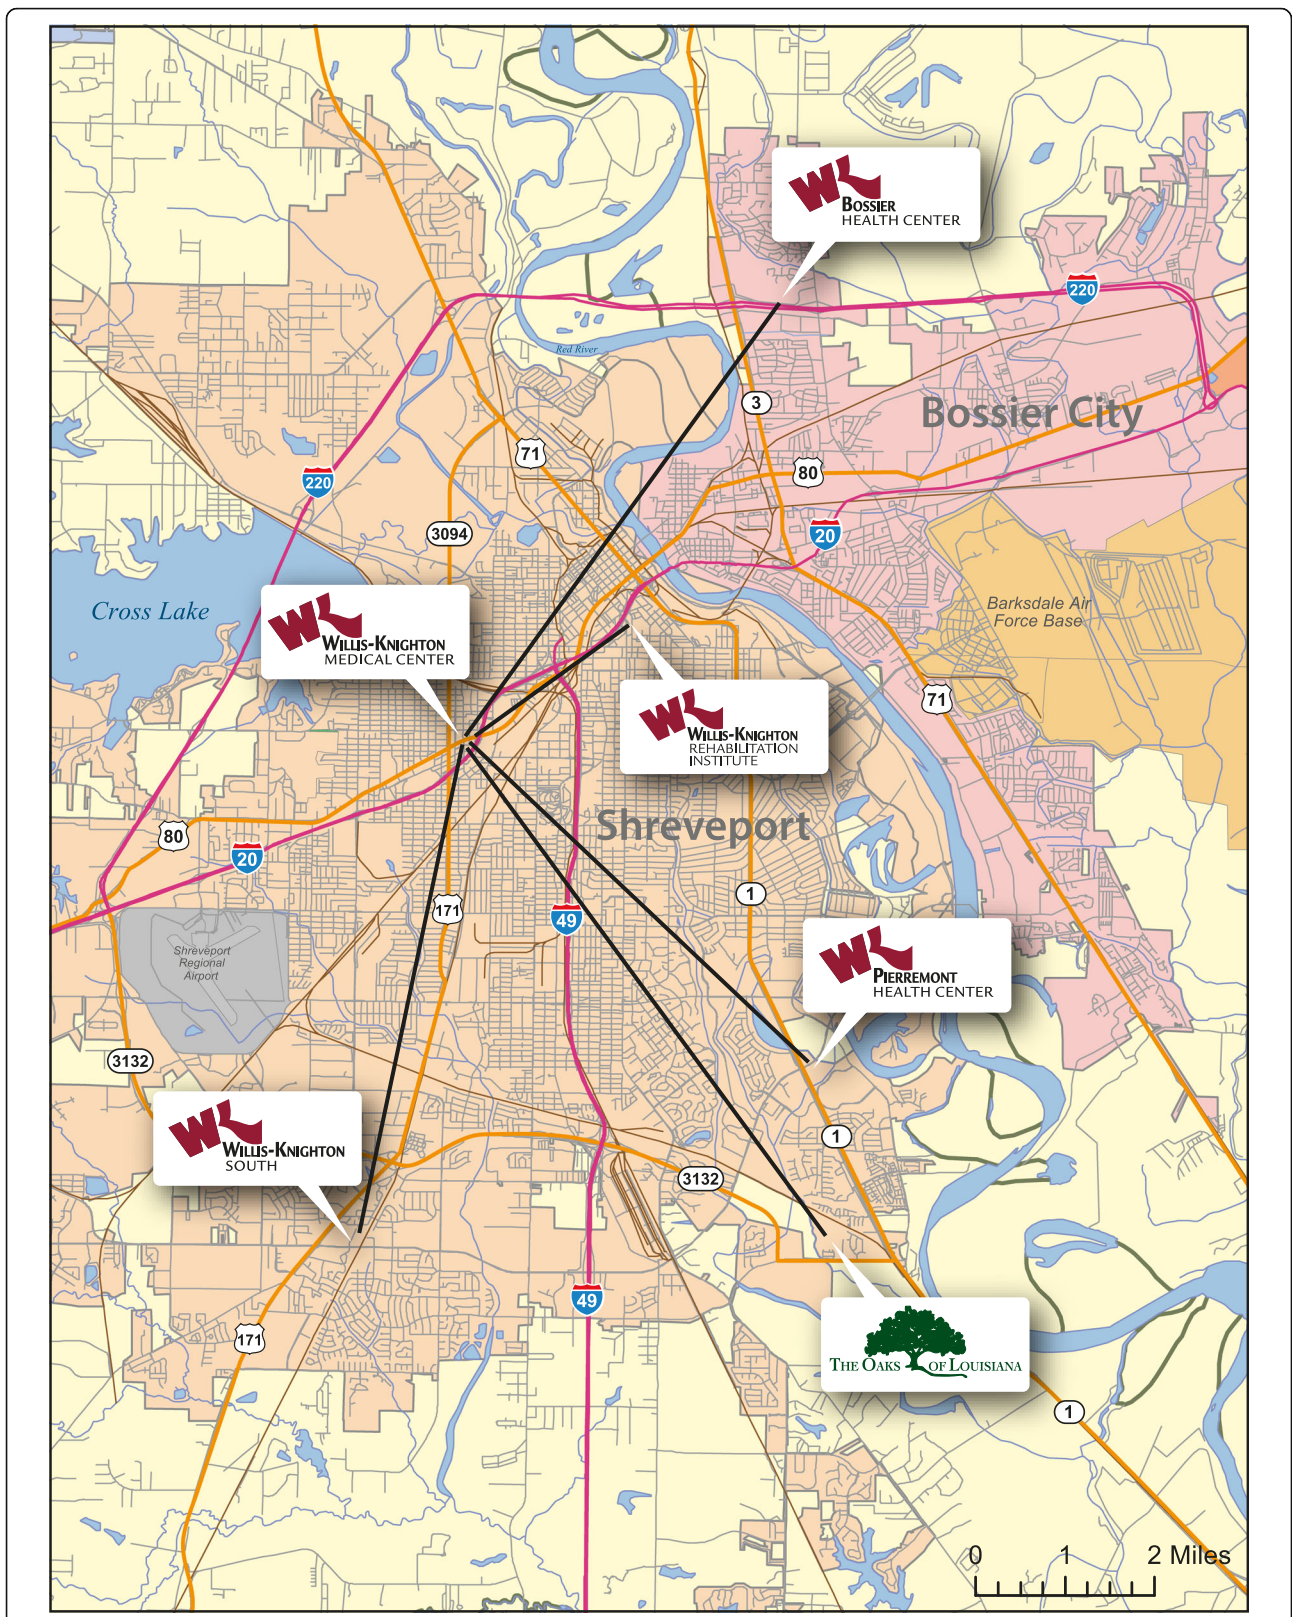 BOSSIER
HEALTH CENTER
220
Red River
3
Bossier City
71
80
220
20
3094
Cross Lake
Barksdale Air
Force Base
WILLIS-KNIGHTON
MEDICAL CENTER
71
WILLIS-KNIGHTON
REHABILITATION
INSTITUTE
Shreveport
80
20
1
171
49
Shreveport
Regional
Airport
PIERREMONT
HEALTH CENTER
3132
1
WILLIS-KNIGHTON
SOUTH
3132
49
171
THE OAKS OF LOUISIANA
1
0 1 2 Miles